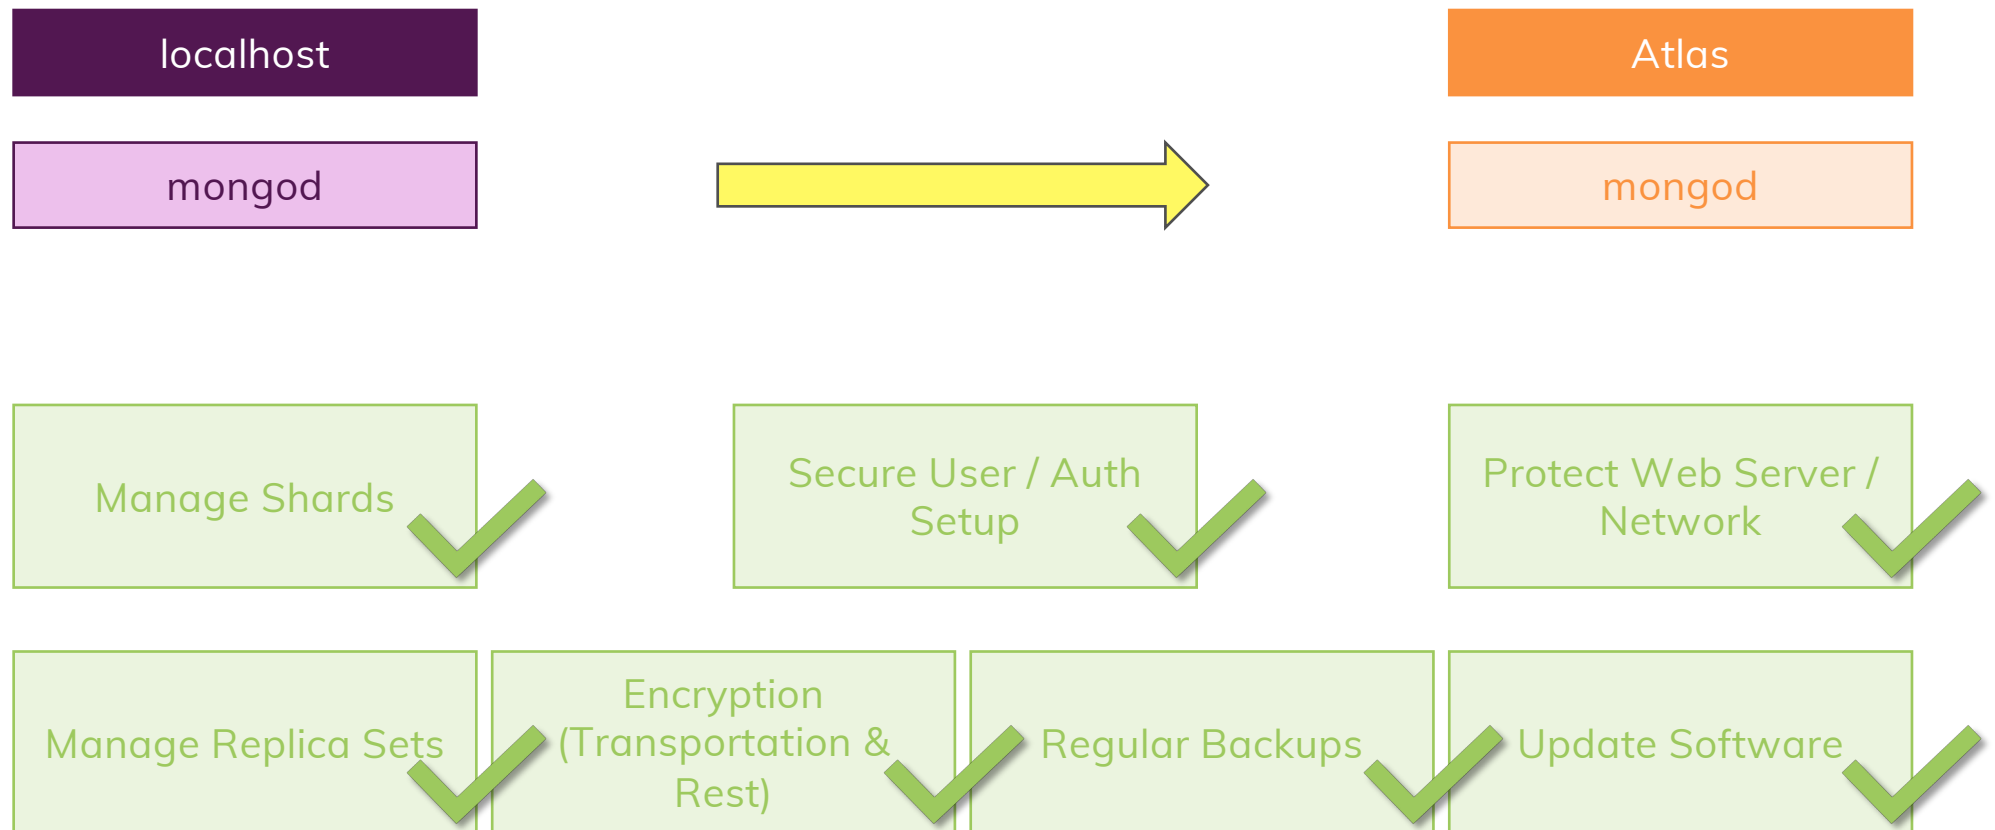 localhost
Atlas
mongod
mongod
Manage Shards
Secure User / Auth
Setup
Protect Web Server /
Network
Manage Replica Sets
Encryption
(Transportation &
Rest)
Regular Backups
Update Software